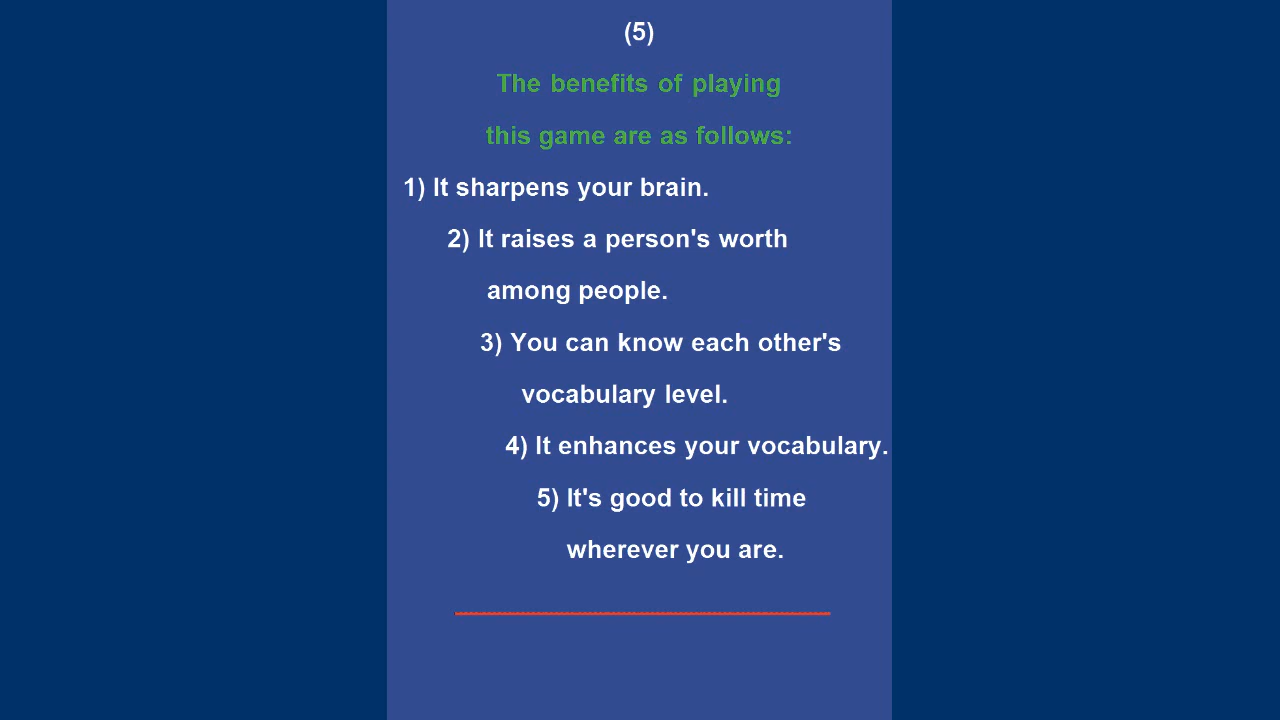 (5)
The benefits of playing
this game are as follows:
1) It sharpens your brain.
2) It raises a person's worth
among people.
3) You can know each other's
vocabulary level.
4) It enhances your vocabulary.
5) It's good to kill time
wherever you are.